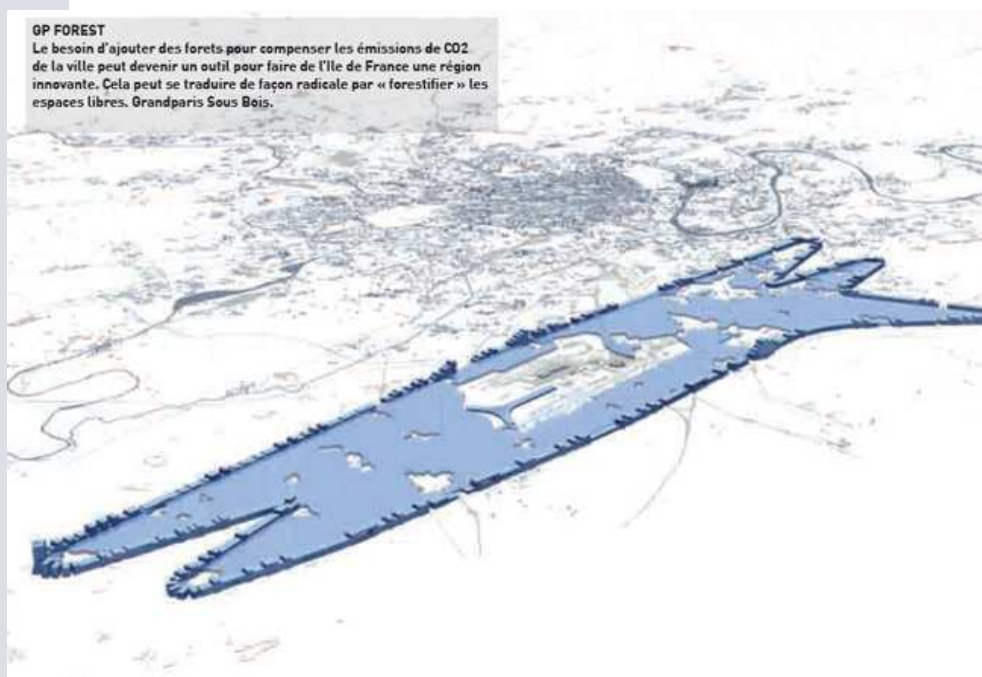 GP FOREST
Le besoin d'ajouter des forets pour compenser les émissions de CO2
de la ville peut devenir un outil pour faire de l'Ile de France une région
innovante. Cela peut se traduire de façon radicale par « forestifier » les
espaces libres. Grandparis Sous Bois.